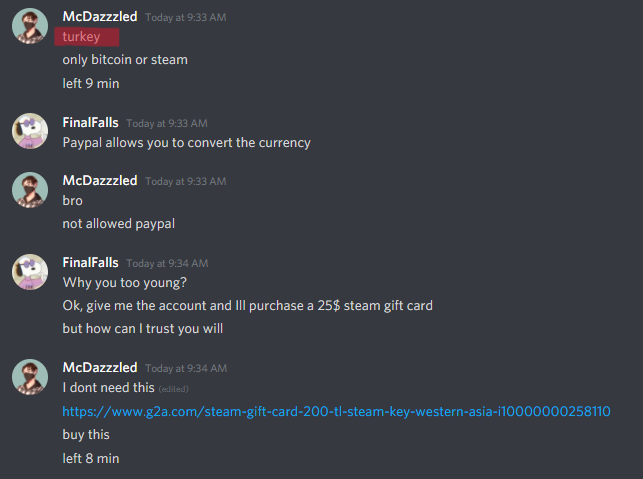 McDazzzled Today at 9:33 AM
turkey
only bitcoin or steam
left 9 min
FinalFalls Today at 9:33 AM
Paypal allows you to convert the currency
McDazzzled Today at 9:33 AM
bro
not allowed paypal
FinalFalls Today at 9:34 AM
Why you too young?
Ok, give me the account and Ill purchase a 25$ steam gift card
but how can I trust you will
McDazzzled Today at 9:34 AM
I dont need this (edited)
https://www.g2a.com/steam-gift-card-200-tl-steam-key-western-asia-i10000000258110
buy this
left 8 min